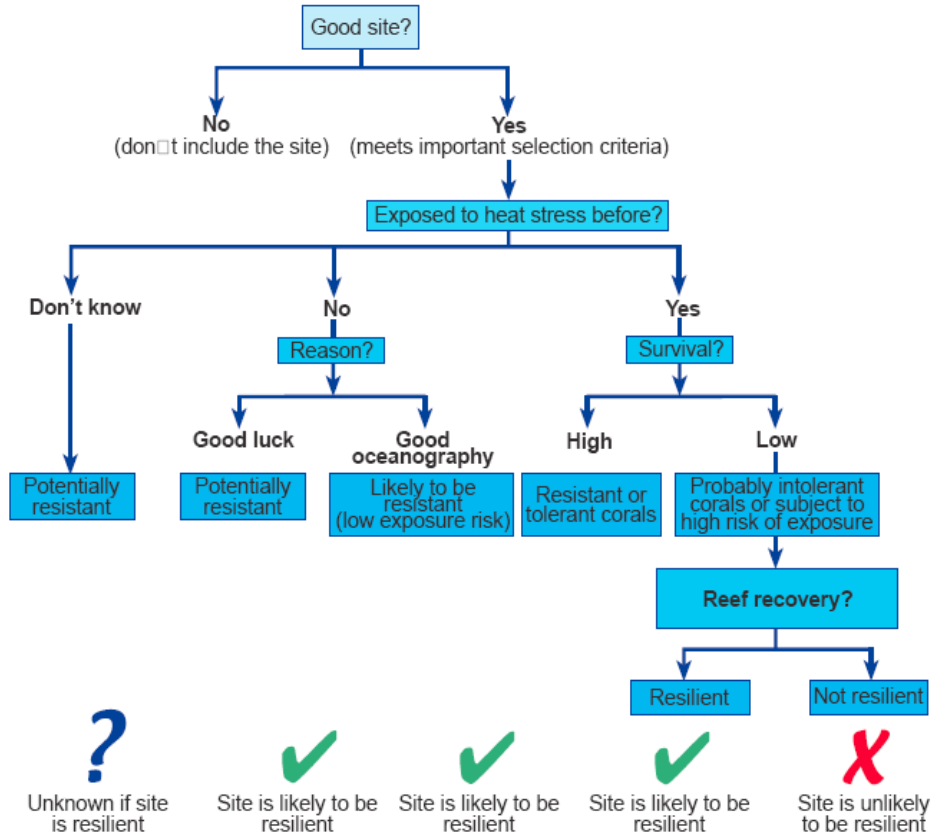 Good site?
No
(don□t include the site)
Yes
(meets important selection criteria)
Exposed to heat stress before?
Don't know
No
Yes
Reason?
Survival?
Good luck
Good
oceanography
High
Low
Potentially
resistant
Potentially
resistant
Likely to be
resistant
(low exposure risk)
Resistant or
tolerant corals
Probably intolerant
corals or subject to
high risk of exposure
Reef recovery?
Resilient
Not resilient
?
Unknown if site
is resilient
Site is likely to be
resilient
Site is likely to be
resilient
Site is likely to be
resilient
Site is unlikely
to be resilient